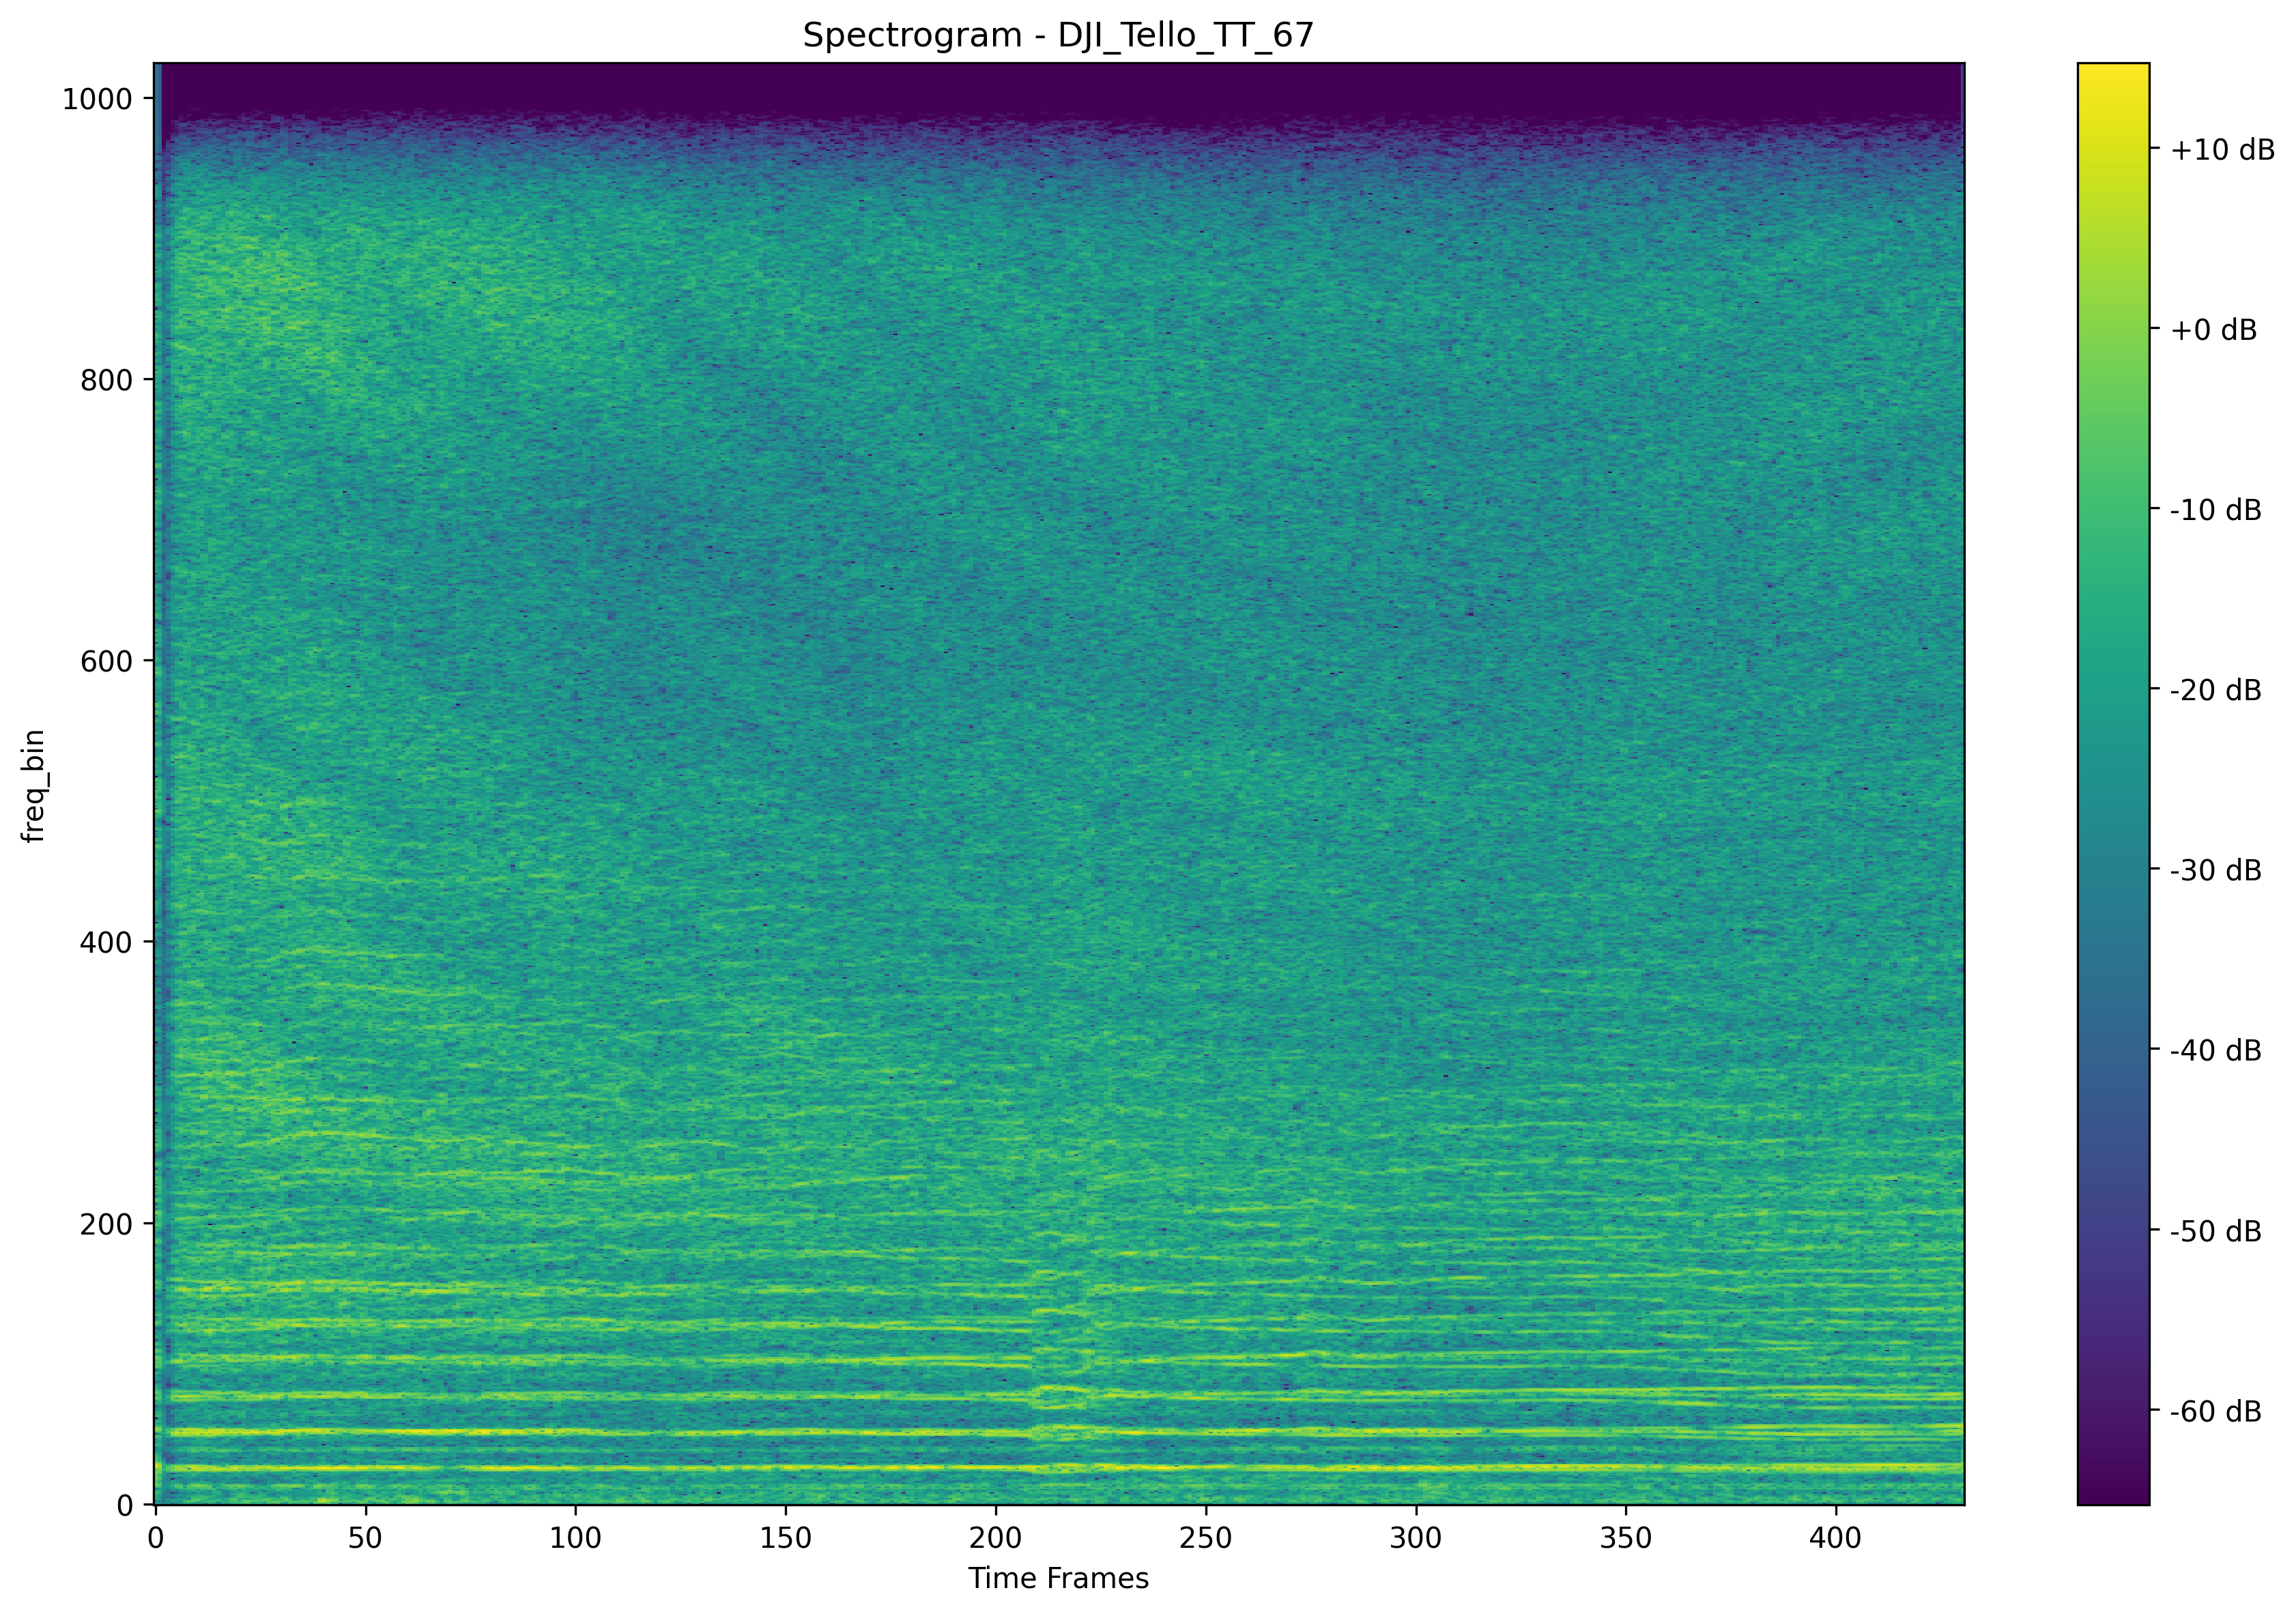 Spectrogram - DJI_Tello_TT_67
1000
800
600
400
200
0
freq_bin
0 50 100 150 200 250 300 350 400
Time Frames
+10 dB
+0 dB
-10 dB
-20 dB
-30 dB
-40 dB
-50 dB
-60 dB